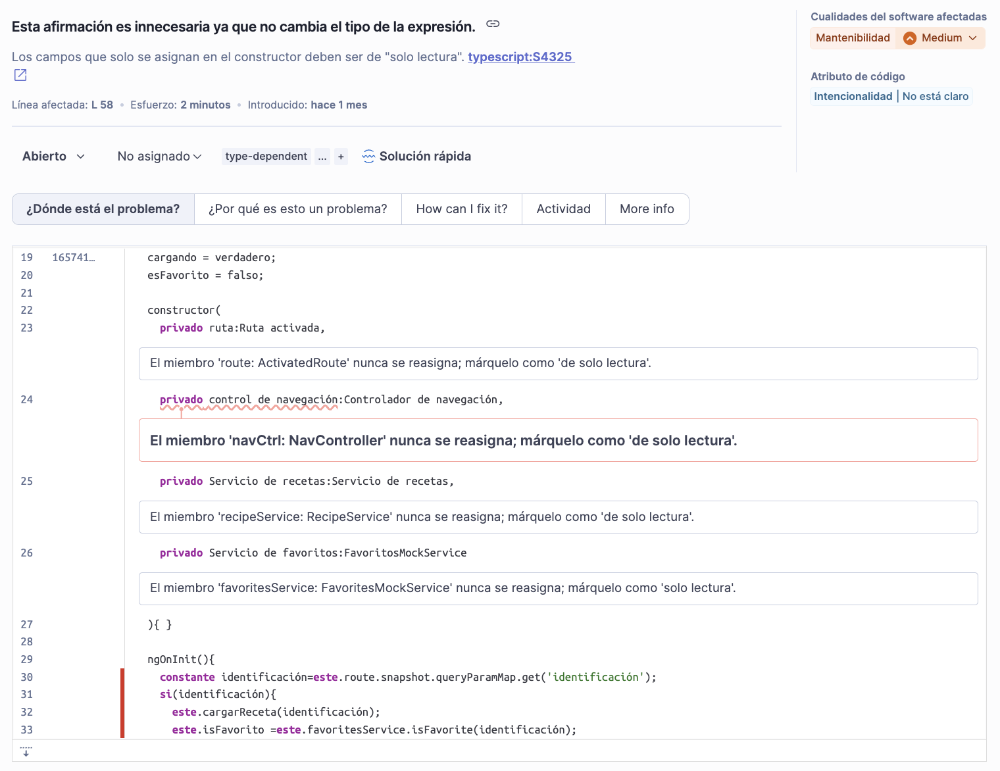 Esta afirmación es innecesaria ya que no cambia el tipo de la expresión.
Los campos que solo se asignan en el constructor deben ser de "solo lectura". typescript:S4325
Línea afectada: L 58 • Esfuerzo: 2 minutos • Introducido: hace 1 mes
Cualidades del software afectadas
Mantenibilidad Medium
Atributo de código
Intencionalidad | No está claro
Abierto No asignado type-dependent ... + Solución rápida
¿Dónde está el problema? ¿Por qué es esto un problema? How can I fix it? Actividad More info
19 165741… cargando = verdadero;
20 esFavorito = falso;
21
22 constructor(
23 privado ruta:Ruta activada,
El miembro 'route: ActivatedRoute' nunca se reasigna; márquelo como 'de solo lectura'.
24 privado control de navegación:Controlador de navegación,
El miembro 'navCtrl: NavController' nunca se reasigna; márquelo como 'de solo lectura'.
25 privado Servicio de recetas:Servicio de recetas,
El miembro 'recipeService: RecipeService' nunca se reasigna; márquelo como 'de solo lectura'.
26 privado Servicio de favoritos:FavoritosMockService
El miembro 'favoritesService: FavoritesMockService' nunca se reasigna; márquelo como 'solo lectura'.
27 ){ }
28
29 ngOnInit(){
30 constante identificación=este.route.snapshot.queryParamMap.get('identificación');
31 si(identificación){
32 este.cargarReceta(identificación);
33 este.isFavorito =este.favoritesService.isFavorite(identificación);